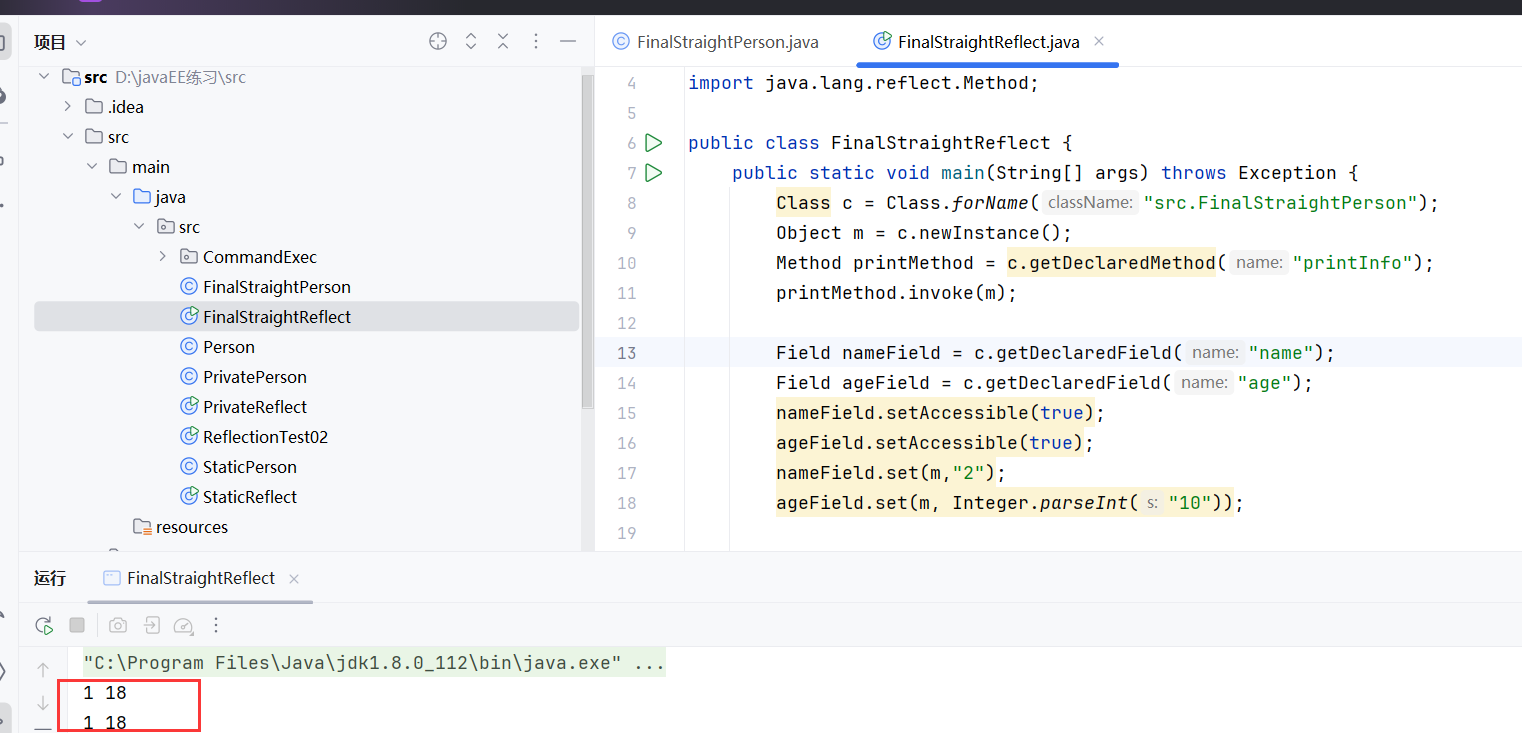 项目
src D:\javaEE练习\src
.idea
src
main
java
src
CommandExec
FinalStraightPerson
FinalStraightReflect
Person
PrivatePerson
PrivateReflect
ReflectionTest02
StaticPerson
StaticReflect
resources
FinalStraightPerson.java FinalStraightReflect.java
4 import java.lang.reflect.Method;
5
6 public class FinalStraightReflect {
7 public static void main(String[] args) throws Exception {
8 Class c = Class.forName( className: "src.FinalStraightPerson");
9 Object m = c.newInstance();
10 Method printMethod = c.getDeclaredMethod( name: "printInfo");
11 printMethod.invoke(m);
12
13 Field nameField = c.getDeclaredField( name: "name");
14 Field ageField = c.getDeclaredField( name: "age");
15 nameField.setAccessible(true);
16 ageField.setAccessible(true);
17 nameField.set(m,"2");
18 ageField.set(m, Integer.parseInt( s: "10"));
19
运行 FinalStraightReflect
"C:\Program Files\Java\jdk1.8.0_112\bin\java.exe" ...
1 18
1 18